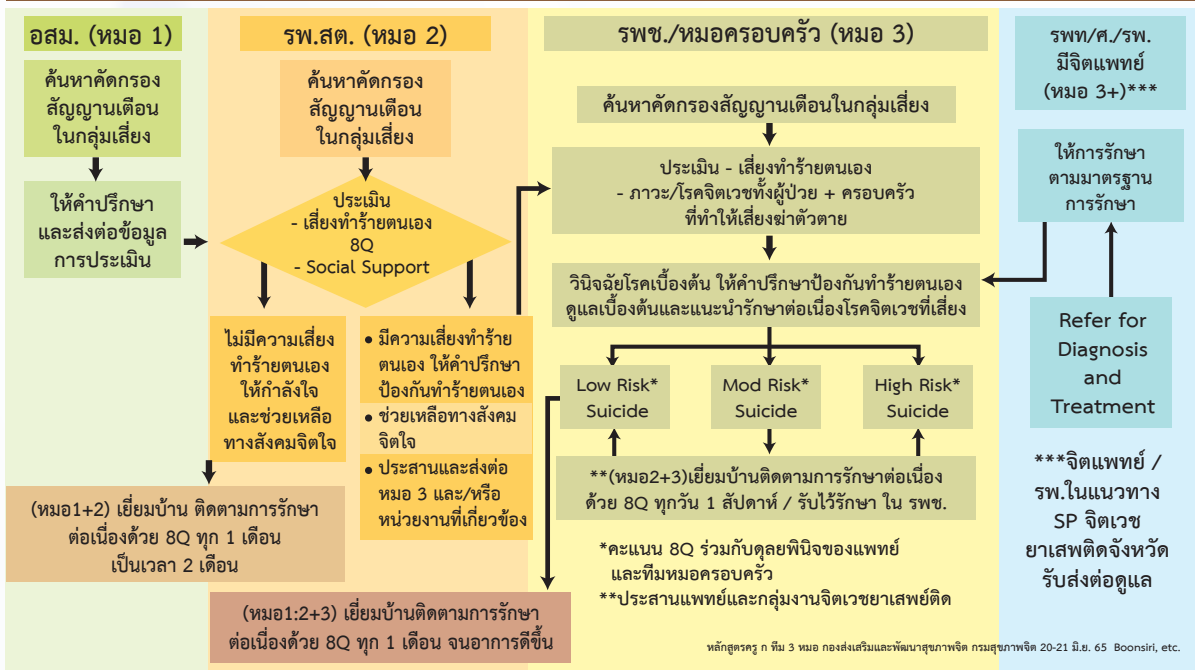 อสม. (หมอ 1)
ค้นหาคัดกรอง
สัญญานเตือน
ในกลุ่มเสี่ยง
ให้คำปรึกษา
และส่งต่อข้อมูล
การประเมิน
รพ.สต. (หมอ 2)
ค้นหาคัดกรอง
สัญญานเตือน
ในกลุ่มเสี่ยง
ประเมิน
- เสี่ยงทำร้ายตนเอง
8Q
- Social Support
ไม่มีความเสี่ยง
ทำร้ายตนเอง
ให้กำลังใจ
และช่วยเหลือ
ทางสังคมจิตใจ
• มีความเสี่ยงทำร้าย
ตนเอง ให้คำปรึกษา
ป้องกันทำร้ายตนเอง
• ช่วยเหลือทางสังคม
จิตใจ
• ประสานและส่งต่อ
หมอ 3 และ/หรือ
หน่วยงานที่เกี่ยวข้อง
(หมอ1+2) เยี่ยมบ้าน ติดตามการรักษา
ต่อเนื่องด้วย 8Q ทุก 1 เดือน
เป็นเวลา 2 เดือน
(หมอ1:2+3) เยี่ยมบ้านติดตามการรักษา
ต่อเนื่องด้วย 8Q ทุก 1 เดือน จนอาการดีขึ้น
รพช./หมอครอบครัว (หมอ 3)
ค้นหาคัดกรองสัญญานเตือนในกลุ่มเสี่ยง
ประเมิน - เสี่ยงทำร้ายตนเอง
- ภาวะ/โรคจิตเวชทั้งผู้ป่วย + ครอบครัว
ที่ทำให้เสี่ยงฆ่าตัวตาย
วินิจฉัยโรคเบื้องต้น ให้คำปรึกษาป้องกันทำร้ายตนเอง
ดูแลเบื้องต้นและแนะนำรักษาต่อเนื่องโรคจิตเวชที่เสี่ยง
Low Risk*
Suicide
Mod Risk*
Suicide
High Risk*
Suicide
**(หมอ2+3)เยี่ยมบ้านติดตามการรักษาต่อเนื่อง
ด้วย 8Q ทุกวัน 1 สัปดาห์ / รับไว้รักษา ใน รพช.
*คะแนน 8Q ร่วมกับดุลยพินิจของแพทย์
และทีมหมอครอบครัว
**ประสานแพทย์และกลุ่มงานจิตเวชยาเสพย์ติด
รพท/ศ./รพ.
มีจิตแพทย์
(หมอ 3+)***
ให้การรักษา
ตามมาตรฐาน
การรักษา
Refer for
Diagnosis
and
Treatment
***จิตแพทย์ /
รพ.ในแนวทาง
SP จิตเวช
ยาเสพติดจังหวัด
รับส่งต่อดูแล
หลักสูตรครู ก ทีม 3 หมอ กองส่งเสริมและพัฒนาสุขภาพจิต กรมสุขภาพจิต 20-21 มิ.ย. 65 Boonsiri, etc.